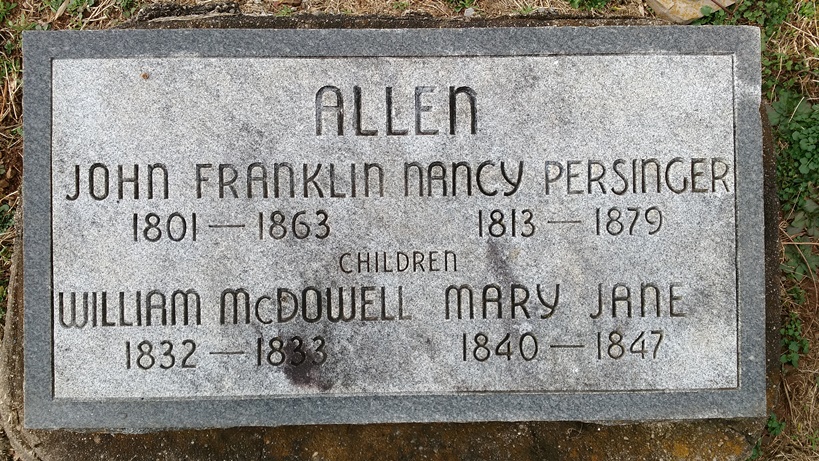 ALLEN
JOHN FRANKLIN NANCY PERSINGER
1801 — 1863 1813 — 1879
CHILDREN
WILLIAM McDOWELL MARY JANE
1832 — 1833 1840 — 1847